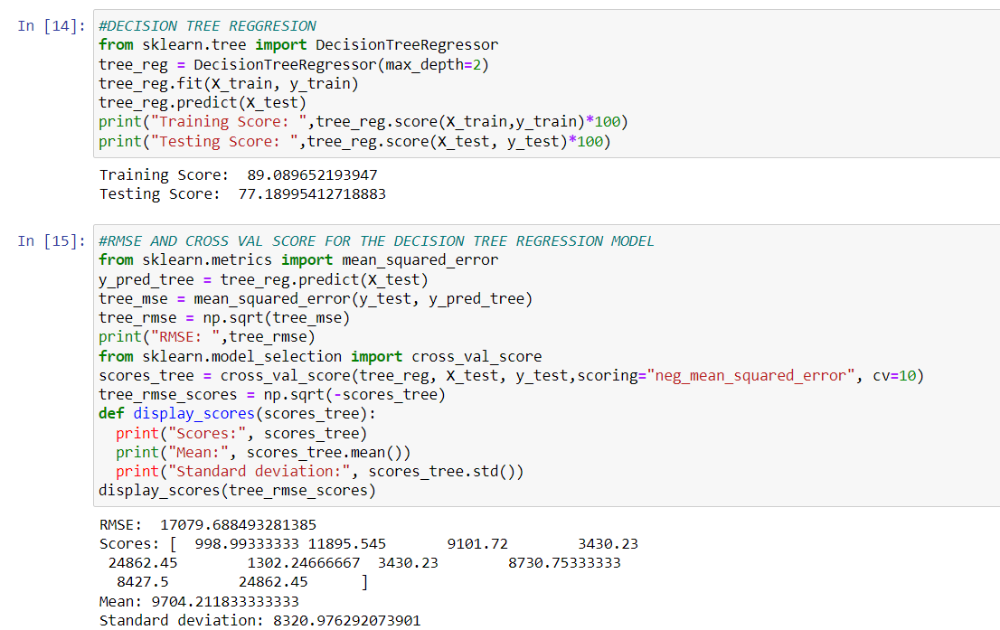 In [14]: #DECISION TREE REGGRESION
from sklearn.tree import DecisionTreeRegressor
tree_reg = DecisionTreeRegressor(max_depth=2)
tree_reg.fit(X_train, y_train)
tree_reg.predict(X_test)
print("Training Score: ",tree_reg.score(X_train,y_train)*100)
print("Testing Score: ",tree_reg.score(X_test, y_test)*100)
Training Score:  89.089652193947
Testing Score:  77.18995412718883
In [15]: #RMSE AND CROSS VAL SCORE FOR THE DECISION TREE REGRESSION MODEL
from sklearn.metrics import mean_squared_error
y_pred_tree = tree_reg.predict(X_test)
tree_mse = mean_squared_error(y_test, y_pred_tree)
tree_rmse = np.sqrt(tree_mse)
print("RMSE: ",tree_rmse)
from sklearn.model_selection import cross_val_score
scores_tree = cross_val_score(tree_reg, X_test, y_test,scoring="neg_mean_squared_error", cv=10)
tree_rmse_scores = np.sqrt(-scores_tree)
def display_scores(scores_tree):
  print("Scores:", scores_tree)
  print("Mean:", scores_tree.mean())
  print("Standard deviation:", scores_tree.std())
display_scores(tree_rmse_scores)
RMSE:  17079.688493281385
Scores: [  998.99333333 11895.545       9101.72        3430.23
 24862.45        1302.24666667  3430.23        8730.75333333
  8427.5        24862.45      ]
Mean: 9704.211833333333
Standard deviation: 8320.976292073901